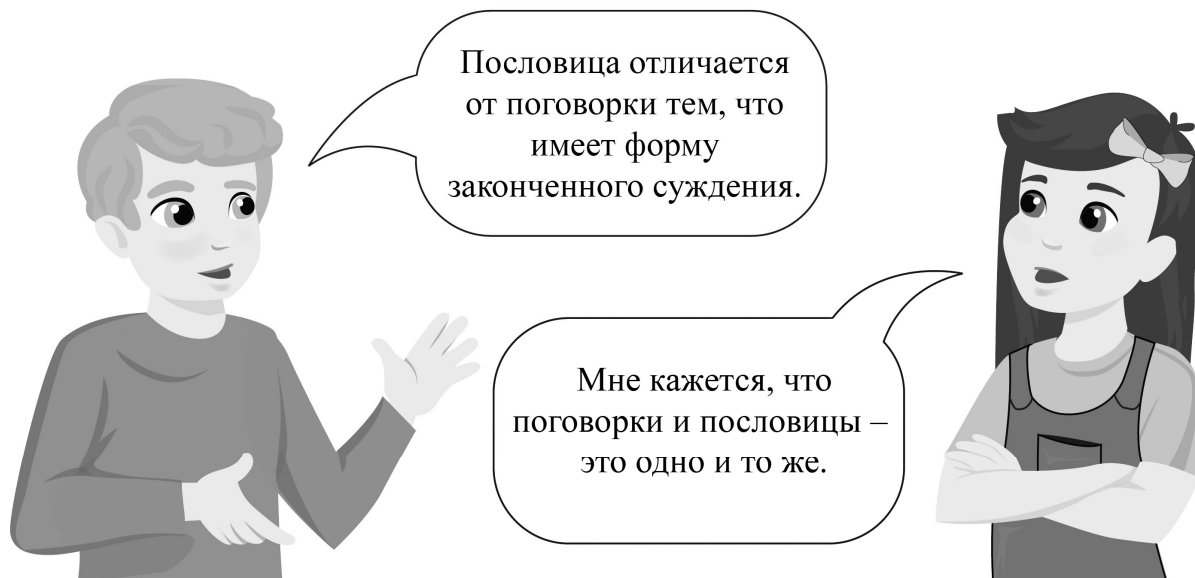 Пословица отличается
от поговорки тем, что
имеет форму
законченного суждения.
Мне кажется, что
поговорки и пословицы –
это одно и то же.